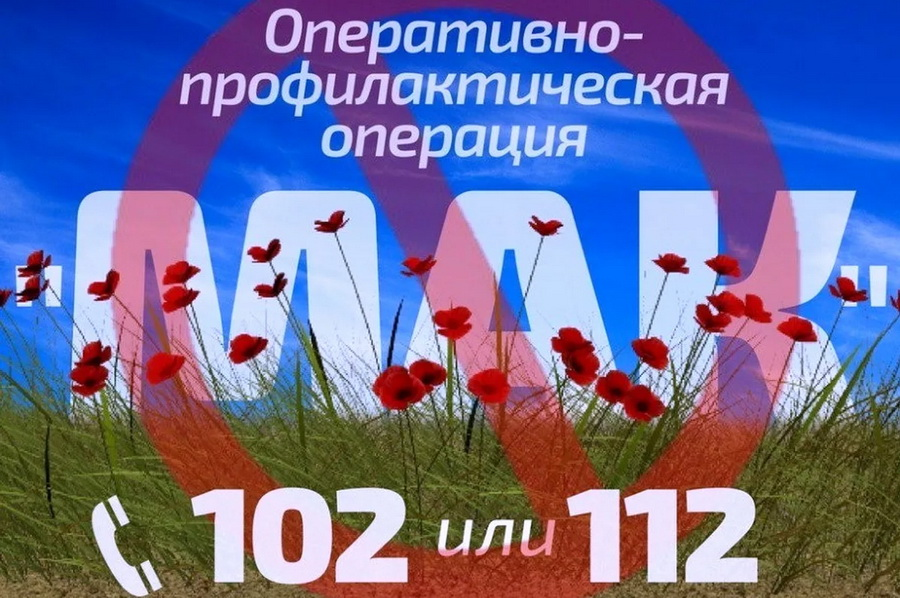 Оперативно-
профилактическая
операция
"МАК"
102 или 112